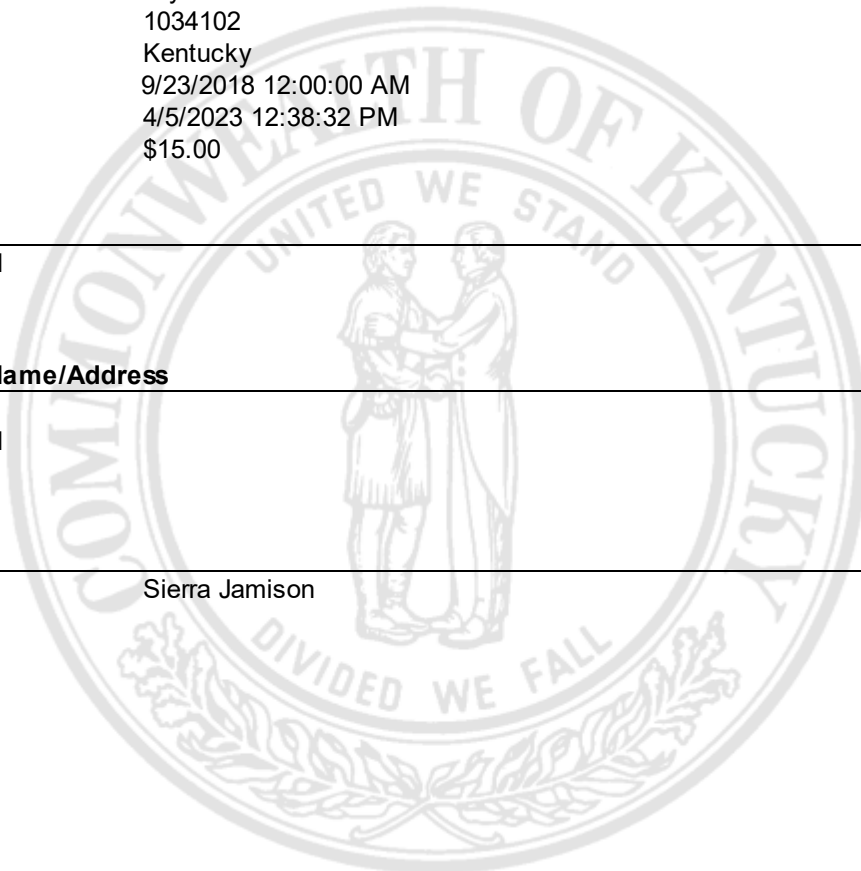 1034102
Kentucky
9/23/2018 12:00:00 AM
4/5/2023 12:38:32 PM
$15.00
COMMONWEALTH OF KENTUCKY
UNITED WE STAND
ame/Address
Sierra Jamison
DIVIDED WE FALL